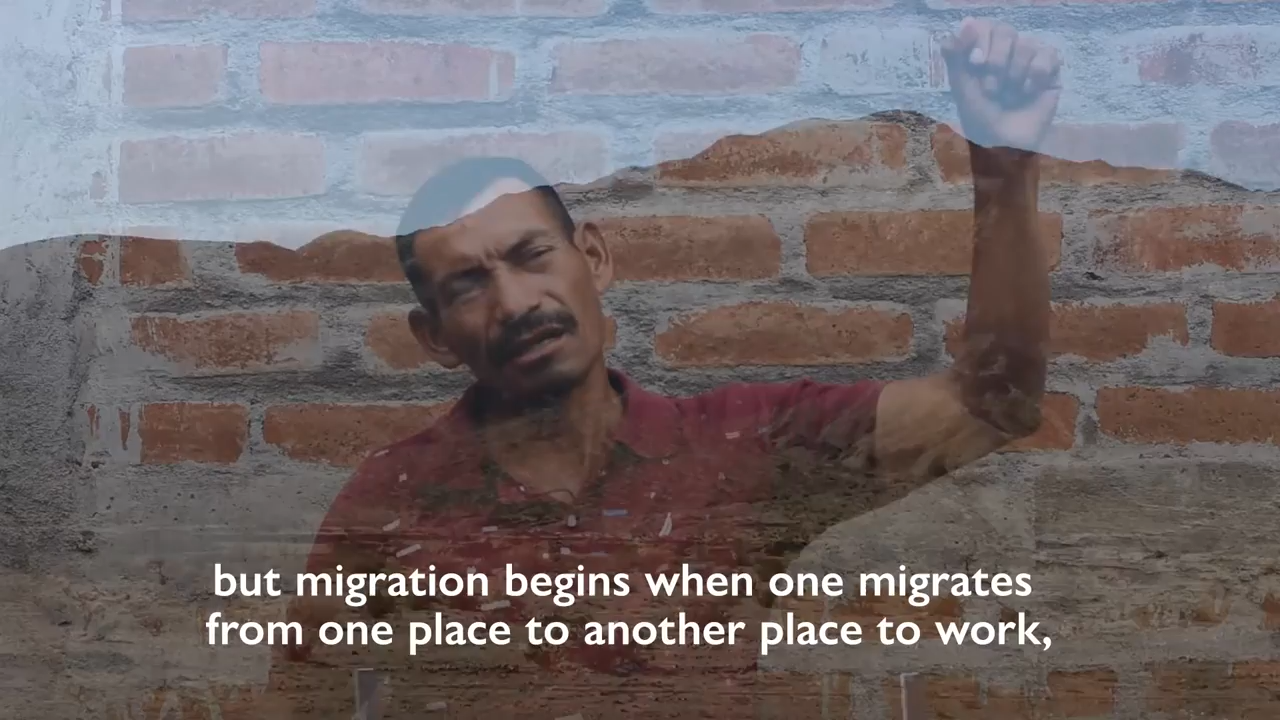 but migration begins when one migrates
from one place to another place to work,